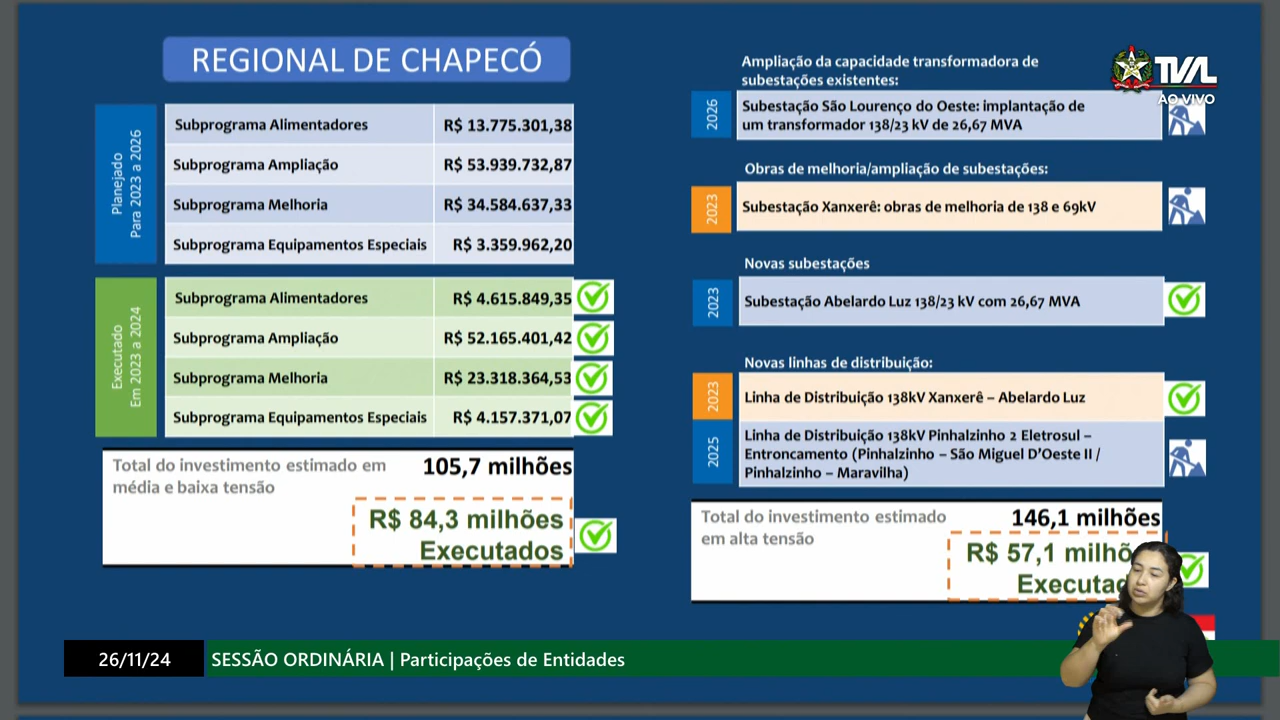 REGIONAL DE CHAPECÓ
Planejado
Para 2023 a 2026
Subprograma Alimentadores R$ 13.775.301,38
Subprograma Ampliação R$ 53.939.732,87
Subprograma Melhoria R$ 34.584.637,33
Subprograma Equipamentos Especiais R$ 3.359.962,20
Executado
Em 2023 a 2024
Subprograma Alimentadores R$ 4.615.849,35
Subprograma Ampliação R$ 52.165.401,42
Subprograma Melhoria R$ 23.318.364,53
Subprograma Equipamentos Especiais R$ 4.157.371,07
Total do investimento estimado em 105,7 milhões
média e baixa tensão
R$ 84,3 milhões
Executados
Ampliação da capacidade transformadora de
subestações existentes:
2026
Subestação São Lourenço do Oeste: implantação de
um transformador 138/23 kV de 26,67 MVA
Obras de melhoria/ampliação de subestações:
2023
Subestação Xanxerê: obras de melhoria de 138 e 69kV
Novas subestações
2023
Subestação Abelardo Luz 138/23 kV com 26,67 MVA
Novas linhas de distribuição:
2023
Linha de Distribuição 138kV Xanxerê – Abelardo Luz
2025
Linha de Distribuição 138kV Pinhalzinho 2 Eletrosul –
Entroncamento (Pinhalzinho – São Miguel D'Oeste II /
Pinhalzinho – Maravilha)
Total do investimento estimado 146,1 milhões
em alta tensão
R$ 57,1
TVAL
AO VIVO
26/11/24 SESSÃO ORDINÁRIA | Participações de Entidades